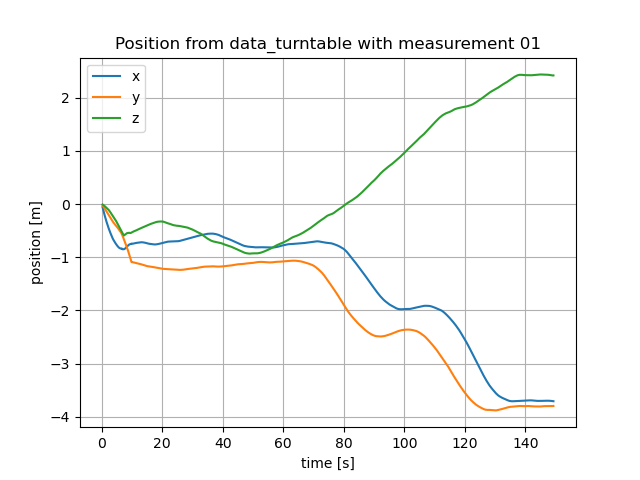 Position from data_turntable with measurement 01
x
y
z
position [m]
2
1
0
−1
−2
−3
−4
0 20 40 60 80 100 120 140
time [s]